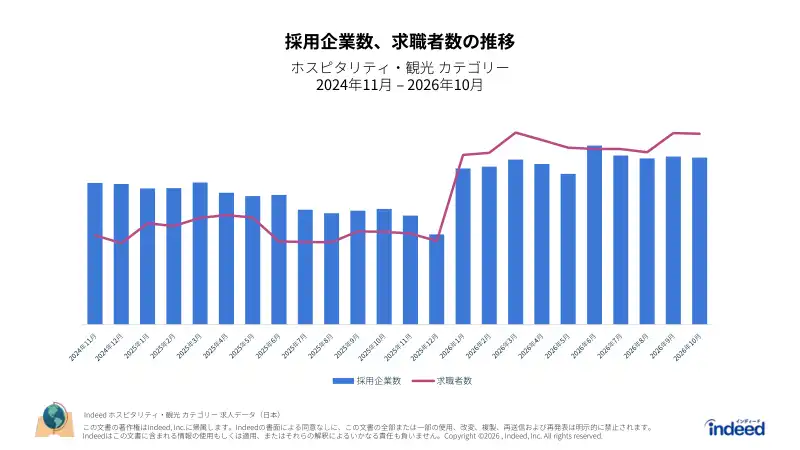 採用企業数、求職者数の推移
ホスピタリティ・観光 カテゴリー
2024年11月 – 2026年10月
2024年11月
2024年12月
2025年1月
2025年2月
2025年3月
2025年4月
2025年5月
2025年6月
2025年7月
2025年8月
2025年9月
2025年10月
2025年11月
2025年12月
2026年1月
2026年2月
2026年3月
2026年4月
2026年5月
2026年6月
2026年7月
2026年8月
2026年9月
2026年10月
採用企業数 求職者数
Indeed ホスピタリティ・観光 カテゴリー 求人データ（日本）
この文書の著作権はIndeed, Inc.に帰属します。Indeedの書面による同意なしに、この文書の全部または一部の使用、改変、複製、再送信および再発表は明示的に禁止されます。
Indeedはこの文書に含まれる情報の使用もしくは適用、またはそれらの解釈によるいかなる責任も負いません。Copyright ©2026 , Indeed, Inc. All rights reserved.
インディード
indeed